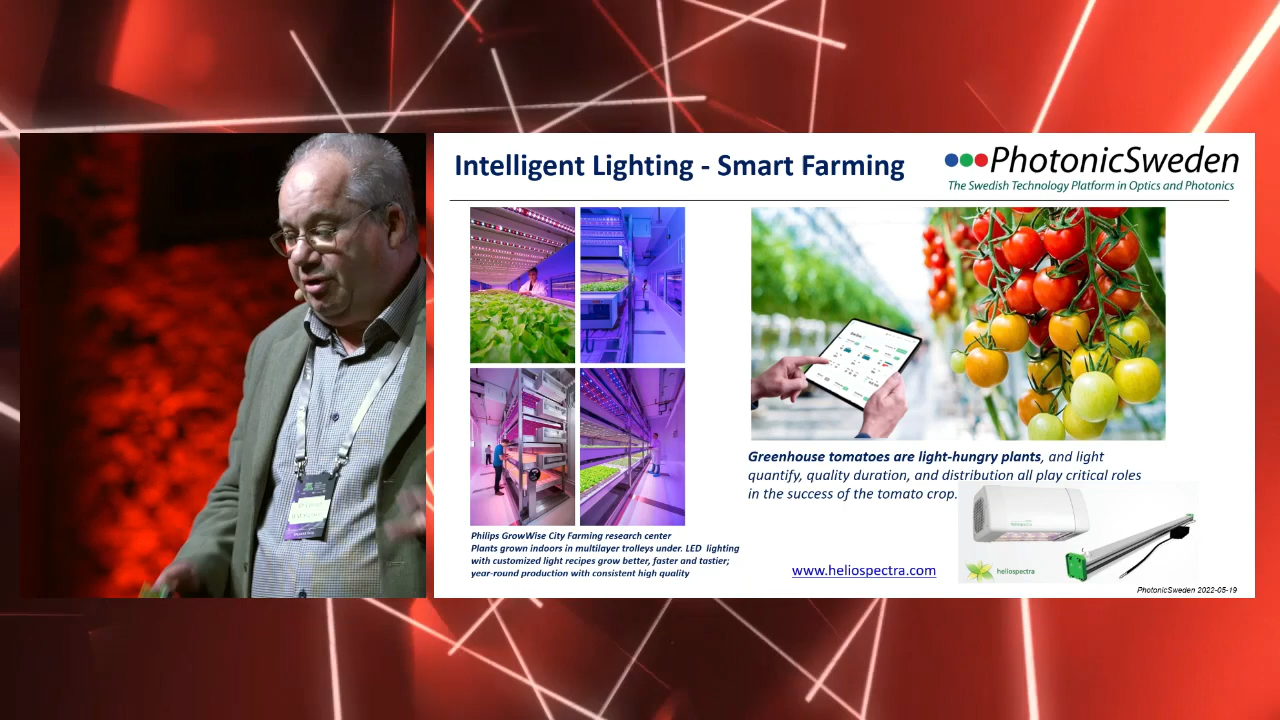 Intelligent Lighting - Smart Farming
PhotonicSweden
The Swedish Technology Platform in Optics and Photonics
Greenhouse tomatoes are light-hungry plants, and light
quantify, quality duration, and distribution all play critical roles
in the success of the tomato crop.
Philips GrowWise City Farming research center
Plants grown indoors in multilayer trolleys under. LED lighting
with customized light recipes grow better, faster and tastier;
year-round production with consistent high quality
www.heliospectra.com
heliospectra
PhotonicSweden 2022-05-19